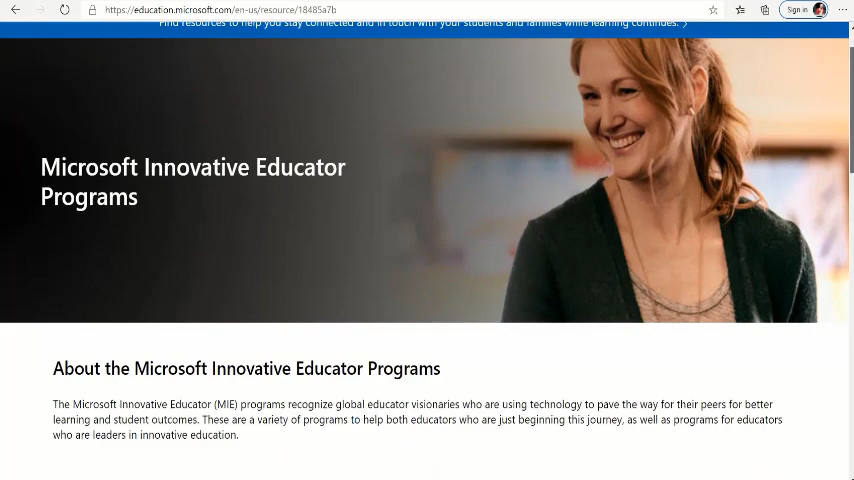 https://education.microsoft.com/en-us/resource/18485a7b
Sign in
Find resources to help you stay connected and in touch with your students and families while learning continues. >
Microsoft Innovative Educator
Programs
About the Microsoft Innovative Educator Programs
The Microsoft Innovative Educator (MIE) programs recognize global educator visionaries who are using technology to pave the way for their peers for better
learning and student outcomes. These are a variety of programs to help both educators who are just beginning this journey, as well as programs for educators
who are leaders in innovative education.